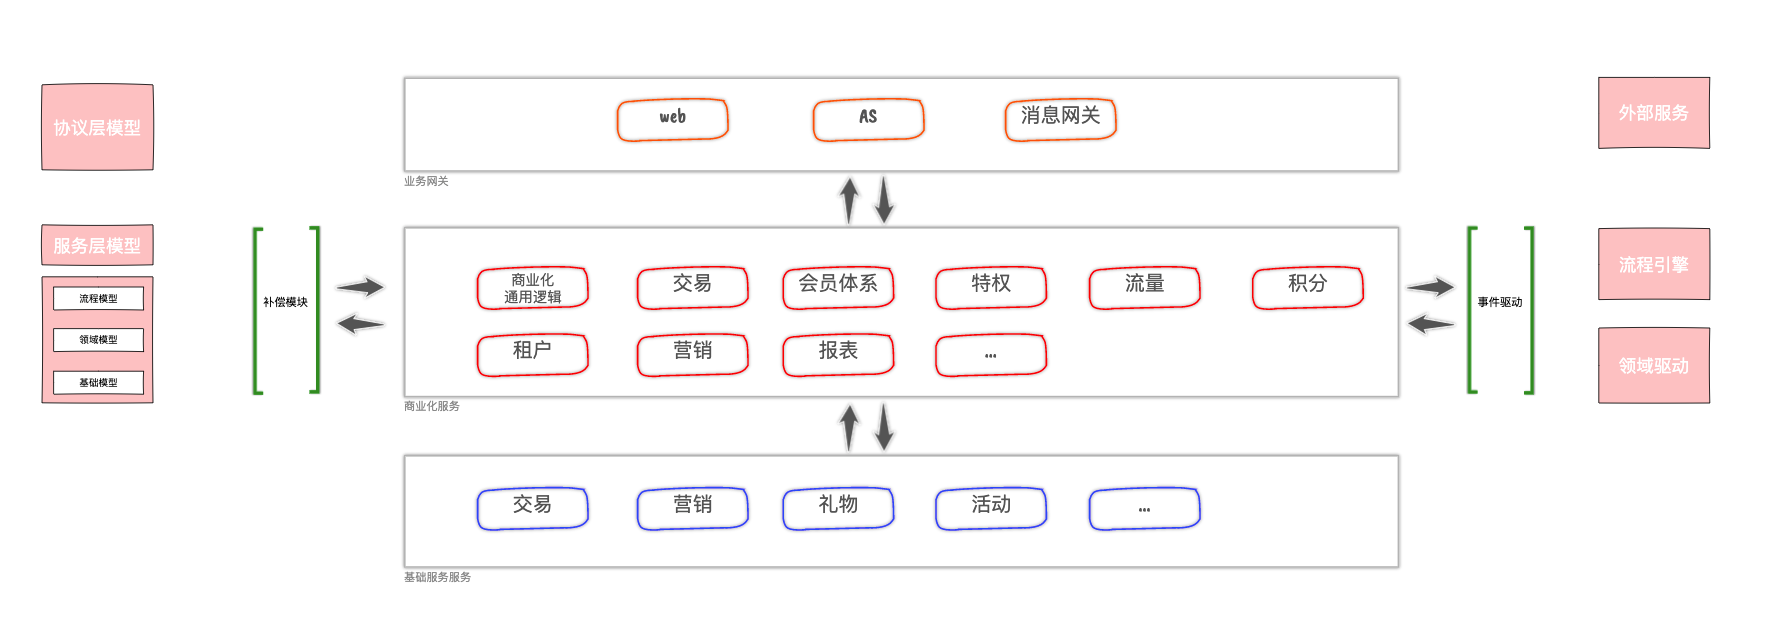 协议层模型
web
AS
消息网关
外部服务
业务网关
服务层模型
流程模型
领域模型
基础模型
补偿模块
商业化
通用逻辑
交易
会员体系
特权
流量
积分
租户
营销
报表
...
事件驱动
流程引擎
领域驱动
商业化服务
交易
营销
礼物
活动
...
基础服务服务